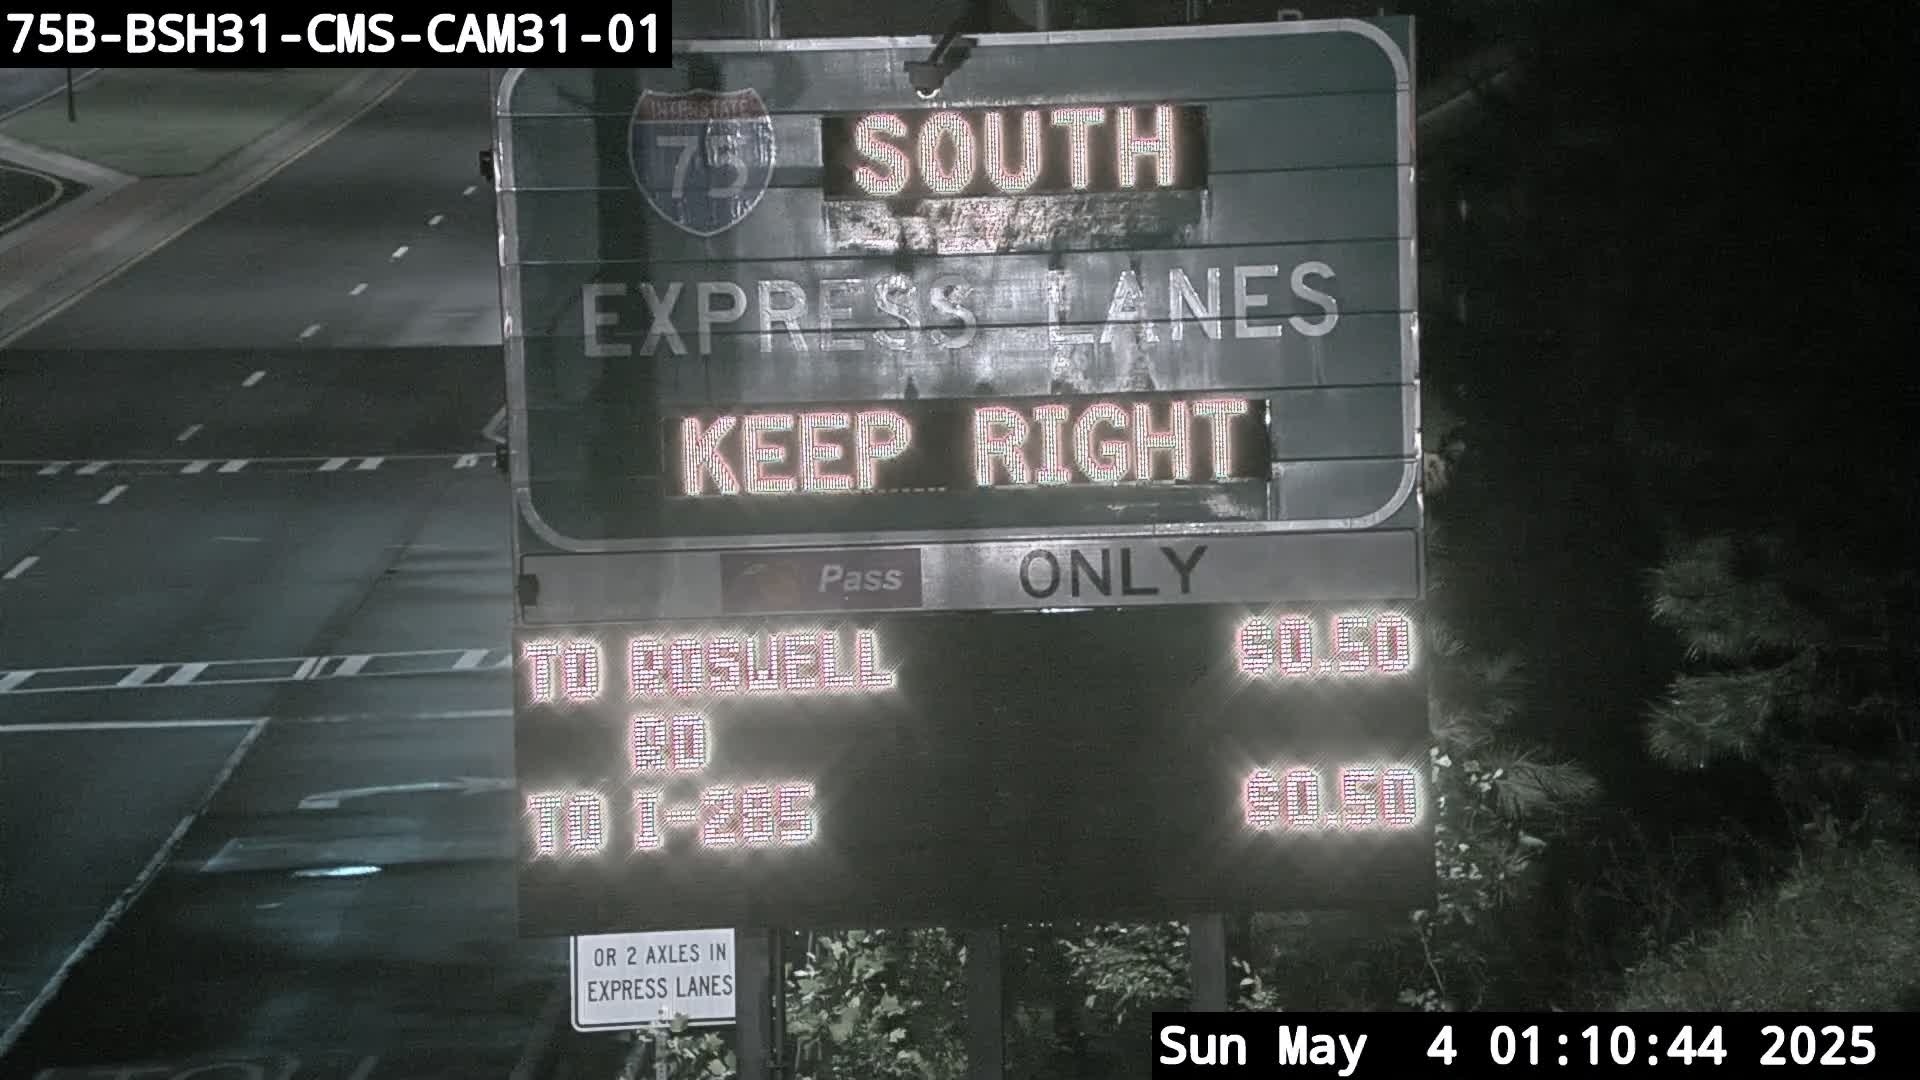 75B-BSH31-CMS-CAM31-01
INTERSTATE
75
SOUTH
EXPRESS LANES
KEEP RIGHT
Pass ONLY
TO ROSWELL $0.50
RD
TO I-285 $0.50
OR 2 AXLES IN
EXPRESS LANES
Sun May 4 01:10:44 2025